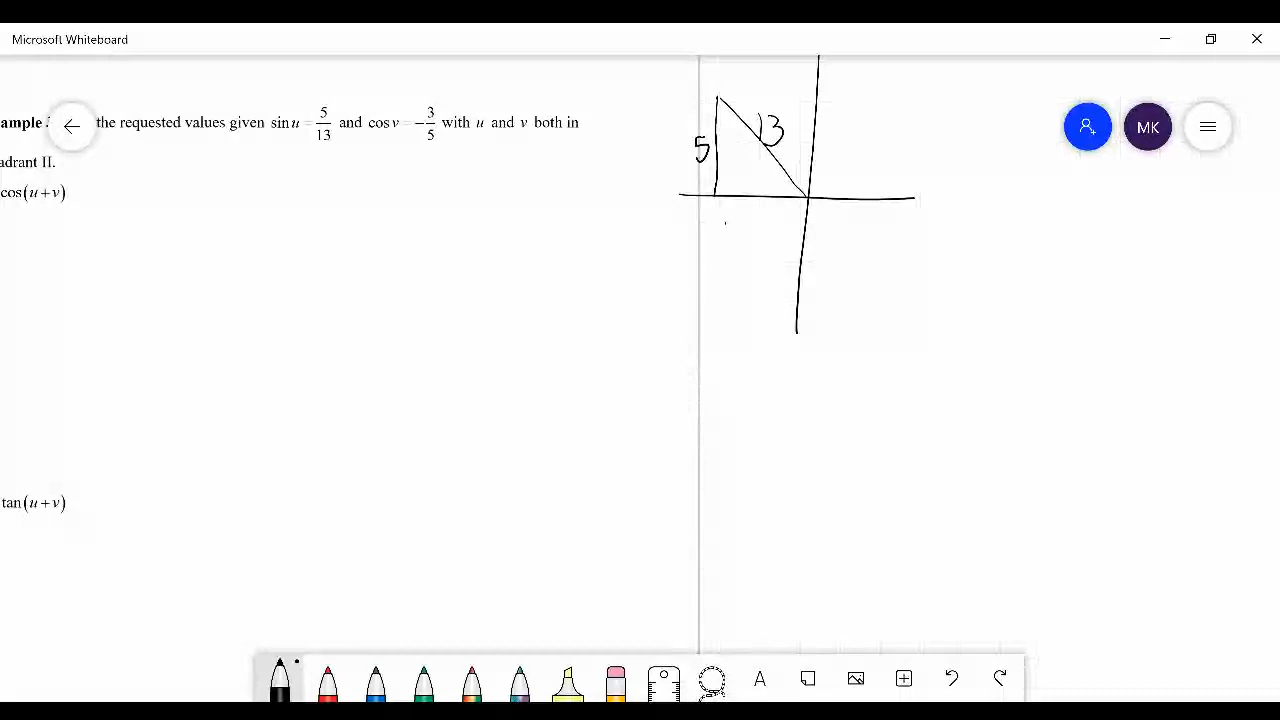 Microsoft Whiteboard
ample the requested values given sin u = 5/13 and cos v = -3/5 with u and v both in
adrant II.
cos(u+v)
tan(u+v)
5
13
MK
A